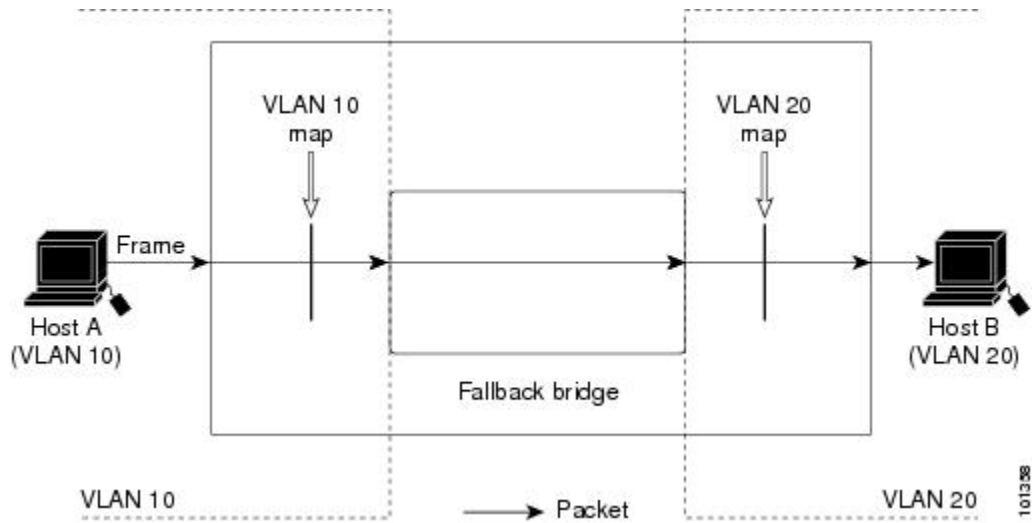 VLAN 10
map
VLAN 20
map
Frame
Host A
(VLAN 10)
Host B
(VLAN 20)
Fallback bridge
VLAN 10
Packet
VLAN 20
101358